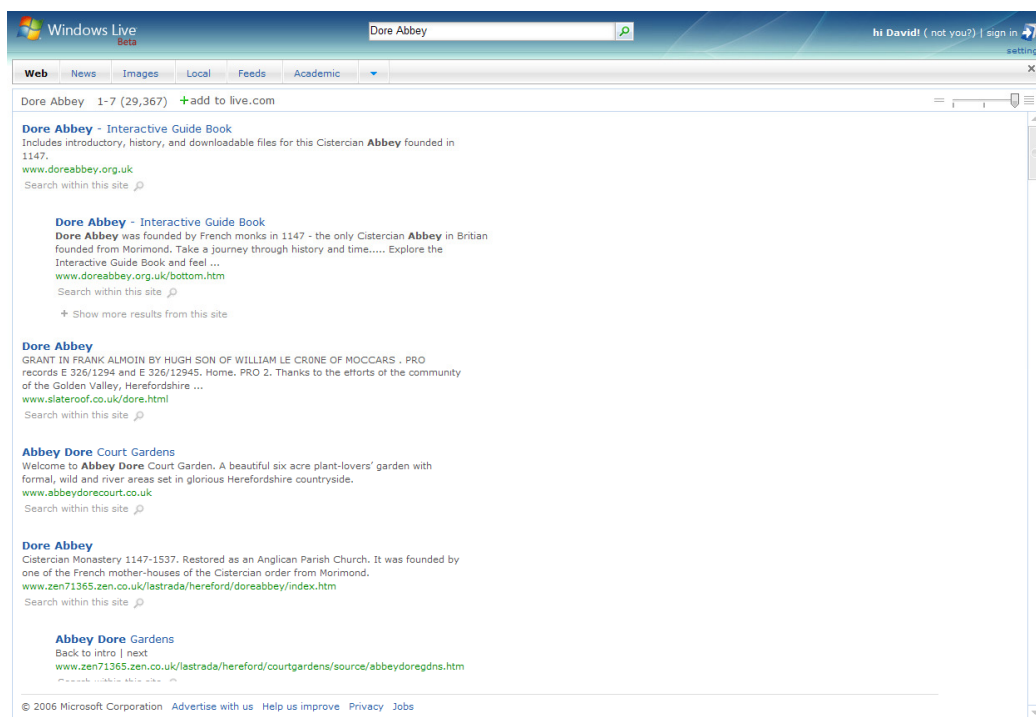 Windows Live
Beta
Dore Abbey
hi David! ( not you?) | sign in
setting
Web News Images Local Feeds Academic
Dore Abbey 1-7 (29,367) +add to live.com
Dore Abbey - Interactive Guide Book
Includes introductory, history, and downloadable files for this Cistercian Abbey founded in
1147.
www.doreabbey.org.uk
Search within this site
Dore Abbey - Interactive Guide Book
Dore Abbey was founded by French monks in 1147 - the only Cistercian Abbey in Britian
founded from Morimond. Take a journey through history and time..... Explore the
Interactive Guide Book and feel ...
www.doreabbey.org.uk/bottom.htm
Search within this site
+ Show more results from this site
Dore Abbey
GRANT IN FRANK ALMOIN BY HUGH SON OF WILLIAM LE CR0NE OF MOCCARS . PRO
records E 326/1294 and E 326/12945. Home. PRO 2. Thanks to the efforts of the community
of the Golden Valley, Herefordshire ...
www.slateroof.co.uk/dore.html
Search within this site
Abbey Dore Court Gardens
Welcome to Abbey Dore Court Garden. A beautiful six acre plant-lovers' garden with
formal, wild and river areas set in glorious Herefordshire countryside.
www.abbeydorecourt.co.uk
Search within this site
Dore Abbey
Cistercian Monastery 1147-1537. Restored as an Anglican Parish Church. It was founded by
one of the French mother-houses of the Cistercian order from Morimond.
www.zen71365.zen.co.uk/lastrada/hereford/doreabbey/index.htm
Search within this site
Abbey Dore Gardens
Back to intro | next
www.zen71365.zen.co.uk/lastrada/hereford/courtgardens/source/abbeydoregdns.htm
Search within this site
© 2006 Microsoft Corporation Advertise with us Help us improve Privacy Jobs